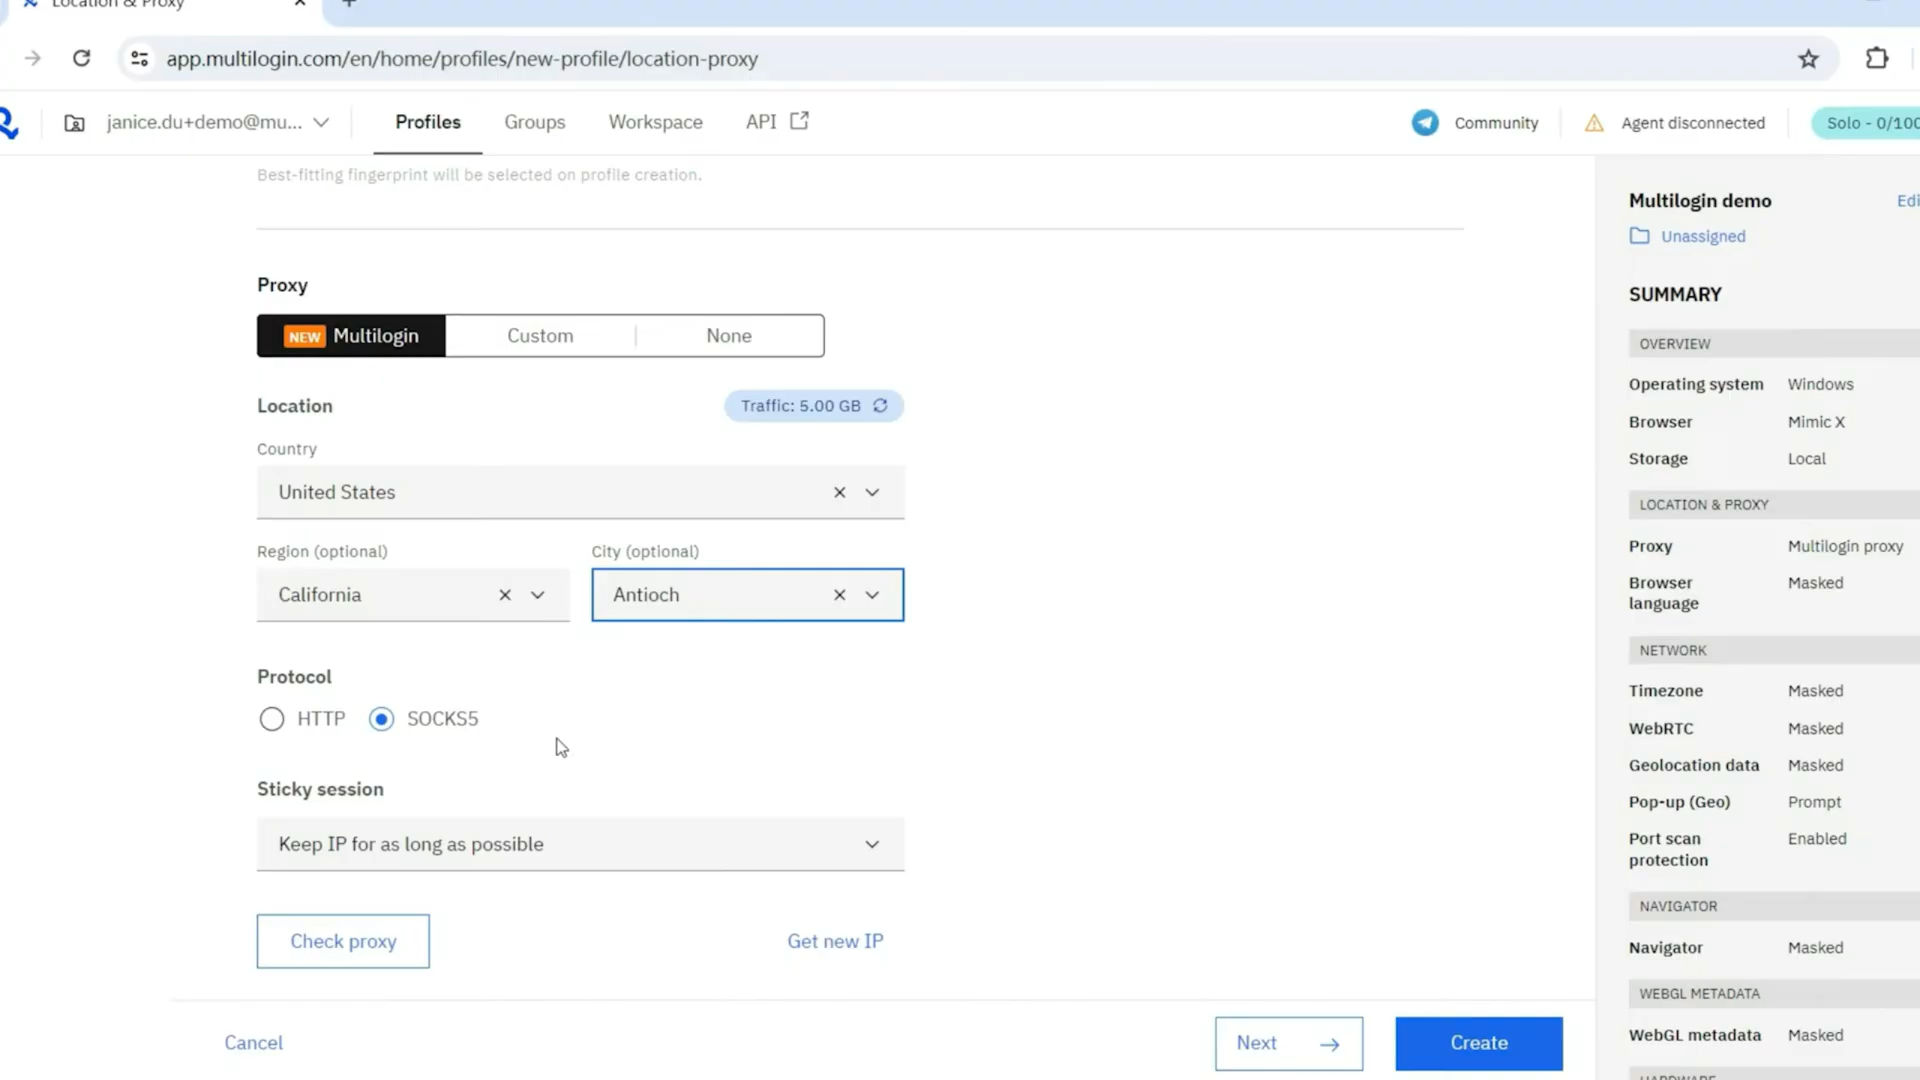 Location & Proxy
app.multilogin.com/en/home/profiles/new-profile/location-proxy
janice.du+demo@mu... Profiles Groups Workspace API Community Agent disconnected Solo - 0/100
Best-fitting fingerprint will be selected on profile creation.
Proxy
NEW Multilogin Custom None
Location Traffic: 5.00 GB
Country
United States
Region (optional) City (optional)
California Antioch
Protocol
HTTP SOCKS5
Sticky session
Keep IP for as long as possible
Check proxy Get new IP
Cancel Next Create
Multilogin demo Edi
Unassigned
SUMMARY
OVERVIEW
Operating system Windows
Browser Mimic X
Storage Local
LOCATION & PROXY
Proxy Multilogin proxy
Browser Masked
language
NETWORK
Timezone Masked
WebRTC Masked
Geolocation data Masked
Pop-up (Geo) Prompt
Port scan Enabled
protection
NAVIGATOR
Navigator Masked
WEBGL METADATA
WebGL metadata Masked
HARDWARE